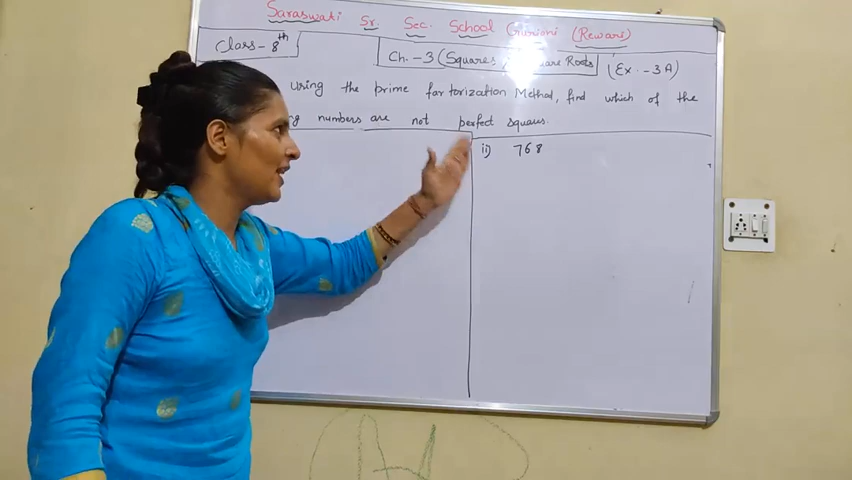 Saraswati Sr. Sec. School Gurioni (Rewari)
Class - 8th
Ch. - 3 (Squares Roots
(Ex. - 3A)
using the prime factorization Method, find which of the
numbers are not perfect squares.
ii) 768